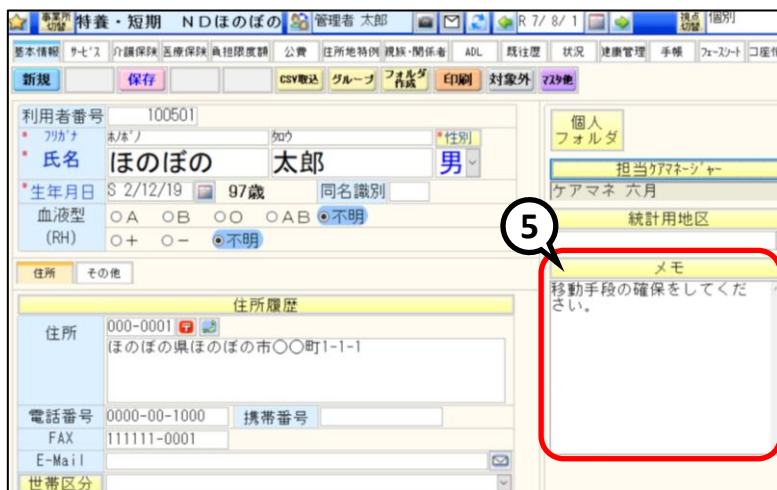 事業所切替 特養・短期 NDほのぼの 管理者 太郎 R 7/ 8/ 1 視点切替 個別
基本情報 サービス 介護保険 医療保険 負担限度額 公費 住所地特例 親族・関係者 ADL 既往歴 状況 健康管理 手帳 フェースシート 口座
新規 保存 CSV取込 グループ フォルダ作成 印刷 対象外 マスタ他
利用者番号 100501
* フリガナ ホノボノ タロウ *性別
* 氏名 ほのぼの 太郎 男
*生年月日 S 2/12/19 97歳 同名識別
血液型 ○A ○B ○O ○AB 不明
(RH) ○+ ○- 不明
住所 その他
住所履歴
住所 000-0001
ほのぼの県ほのぼの市〇〇町1-1-1
電話番号 0000-00-1000 携帯番号
FAX 111111-0001
E-Mail
世帯区分
個人
フォルダ
担当ケアマネージャー
ケアマネ 六月
統計用地区
5
メモ
移動手段の確保をしてくだ
さい。